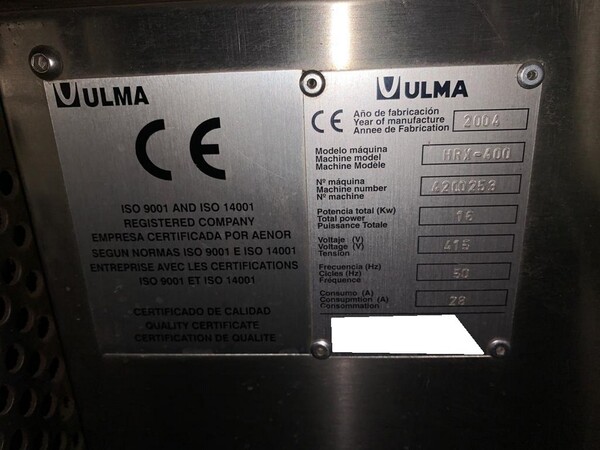 ULMA
CE
ISO 9001 AND ISO 14001
REGISTERED COMPANY
EMPRESA CERTIFICADA POR AENOR
SEGUN NORMAS ISO 9001 E ISO 14001
ENTREPRISE AVEC LES CERTIFICATIONS
ISO 9001 ET ISO 14001
CERTIFICADO DE CALIDAD
QUALITY CERTIFICATE
CERTIFICATION DE QUALITE
ULMA
CE
Año de fabricación
Year of manufacture 2004
Annee de Fabrication
Modelo máquina
Machine model HRX-400
Machine Modèle
Nº máquina
Machine number 4200253
Nº machine
Potencia total (Kw)
Total power 16
Puissance Totale
Voltaje (V)
Voltage (V) 415
Tension
Frecuencia (Hz)
Cicles (Hz) 50
Fréquence
Consumo (A)
Consumption (A) 28
Consommation